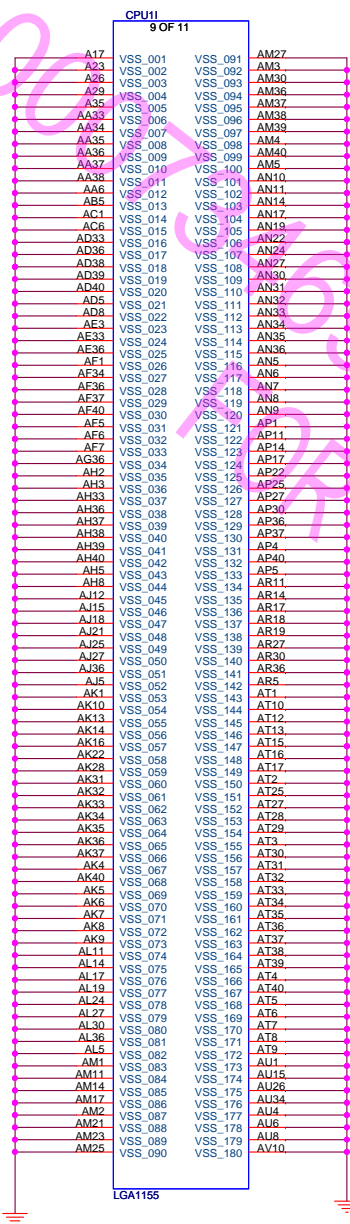 CPU1I
9 OF 11
A17 VSS_001 VSS_091 AM27
A23 VSS_002 VSS_092 AM3
A26 VSS_003 VSS_093 AM30
A29 VSS_004 VSS_094 AM36
A35 VSS_005 VSS_095 AM37
AA33 VSS_006 VSS_096 AM38
AA34 VSS_007 VSS_097 AM39
AA35 VSS_008 VSS_098 AM4
AA36 VSS_009 VSS_099 AM40
AA37 VSS_010 VSS_100 AM5
AA38 VSS_011 VSS_101 AN10
AA6 VSS_012 VSS_102 AN11
AB5 VSS_013 VSS_103 AN14
AC1 VSS_014 VSS_104 AN17
AC6 VSS_015 VSS_105 AN19
AD33 VSS_016 VSS_106 AN22
AD36 VSS_017 VSS_107 AN24
AD38 VSS_018 VSS_108 AN27
AD39 VSS_019 VSS_109 AN30
AD40 VSS_020 VSS_110 AN31
AD5 VSS_021 VSS_111 AN32
AD8 VSS_022 VSS_112 AN33
AE3 VSS_023 VSS_113 AN34
AE33 VSS_024 VSS_114 AN35
AE36 VSS_025 VSS_115 AN36
AF1 VSS_026 VSS_116 AN5
AF34 VSS_027 VSS_117 AN6
AF36 VSS_028 VSS_118 AN7
AF37 VSS_029 VSS_119 AN8
AF40 VSS_030 VSS_120 AN9
AF5 VSS_031 VSS_121 AP1
AF6 VSS_032 VSS_122 AP11
AF7 VSS_033 VSS_123 AP14
AG36 VSS_034 VSS_124 AP17
AH2 VSS_035 VSS_125 AP22
AH3 VSS_036 VSS_126 AP25
AH33 VSS_037 VSS_127 AP27
AH36 VSS_038 VSS_128 AP30
AH37 VSS_039 VSS_129 AP36
AH38 VSS_040 VSS_130 AP37
AH39 VSS_041 VSS_131 AP4
AH40 VSS_042 VSS_132 AP40
AH5 VSS_043 VSS_133 AP5
AH8 VSS_044 VSS_134 AR11
AJ12 VSS_045 VSS_135 AR14
AJ15 VSS_046 VSS_136 AR17
AJ18 VSS_047 VSS_137 AR18
AJ21 VSS_048 VSS_138 AR19
AJ25 VSS_049 VSS_139 AR27
AJ27 VSS_050 VSS_140 AR30
AJ36 VSS_051 VSS_141 AR36
AJ5 VSS_052 VSS_142 AR5
AK1 VSS_053 VSS_143 AT1
AK10 VSS_054 VSS_144 AT10
AK13 VSS_055 VSS_145 AT12
AK14 VSS_056 VSS_146 AT13
AK16 VSS_057 VSS_147 AT15
AK22 VSS_058 VSS_148 AT16
AK28 VSS_059 VSS_149 AT17
AK31 VSS_060 VSS_150 AT2
AK32 VSS_061 VSS_151 AT25
AK33 VSS_062 VSS_152 AT27
AK34 VSS_063 VSS_153 AT28
AK35 VSS_064 VSS_154 AT29
AK36 VSS_065 VSS_155 AT3
AK37 VSS_066 VSS_156 AT30
AK4 VSS_067 VSS_157 AT31
AK40 VSS_068 VSS_158 AT32
AK5 VSS_069 VSS_159 AT33
AK6 VSS_070 VSS_160 AT34
AK7 VSS_071 VSS_161 AT35
AK8 VSS_072 VSS_162 AT36
AK9 VSS_073 VSS_163 AT37
AL11 VSS_074 VSS_164 AT38
AL14 VSS_075 VSS_165 AT39
AL17 VSS_076 VSS_166 AT4
AL19 VSS_077 VSS_167 AT40
AL24 VSS_078 VSS_168 AT5
AL27 VSS_079 VSS_169 AT6
AL30 VSS_080 VSS_170 AT7
AL36 VSS_081 VSS_171 AT8
AL5 VSS_082 VSS_172 AT9
AM1 VSS_083 VSS_173 AU1
AM11 VSS_084 VSS_174 AU15
AM14 VSS_085 VSS_175 AU26
AM17 VSS_086 VSS_176 AU34
AM2 VSS_087 VSS_177 AU4
AM21 VSS_088 VSS_178 AU6
AM23 VSS_089 VSS_179 AU8
AM25 VSS_090 VSS_180 AV10
LGA1155